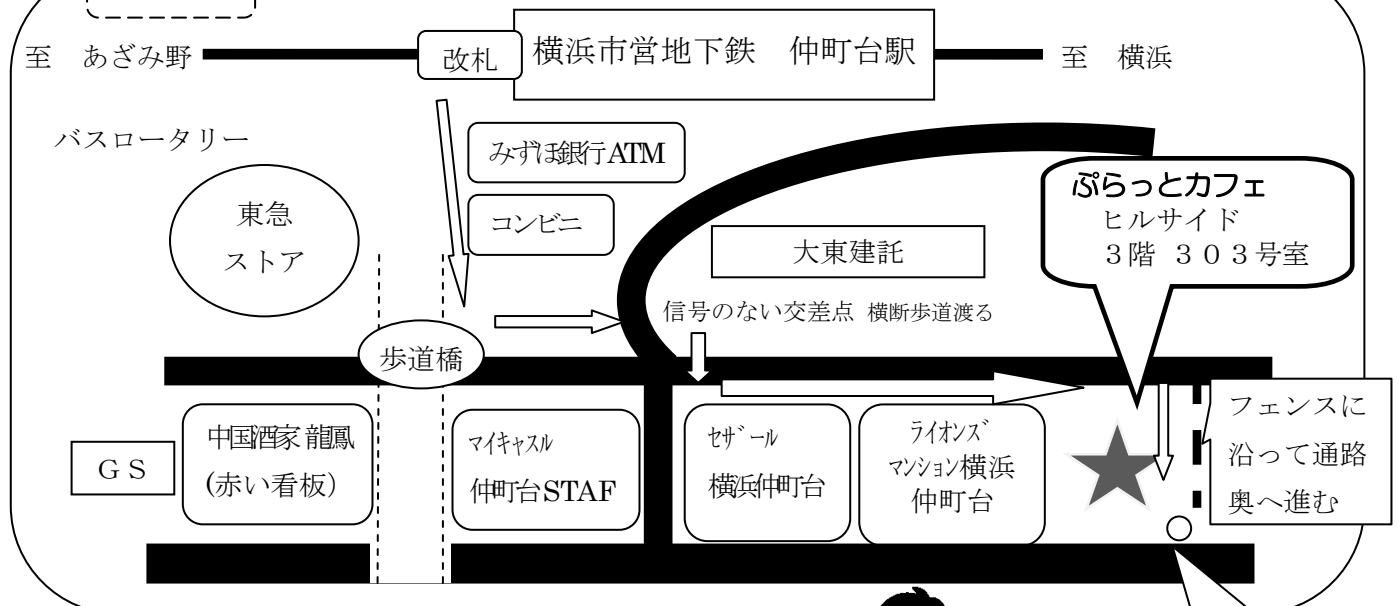 至　あざみ野
改札
横浜市営地下鉄　仲町台駅
至　横浜
バスロータリー
みずほ銀行ATM
東急
ストア
コンビニ
大東建託
ぷらっとカフェ
ヒルサイド
３階 ３０３号室
信号のない交差点 横断歩道渡る
歩道橋
GS
中国酒家 龍鳳
(赤い看板)
マイキャスル
仲町台STAF
セザール
横浜仲町台
ライオンズ
マンション横浜
仲町台
フェンスに
沿って通路
奥へ進む